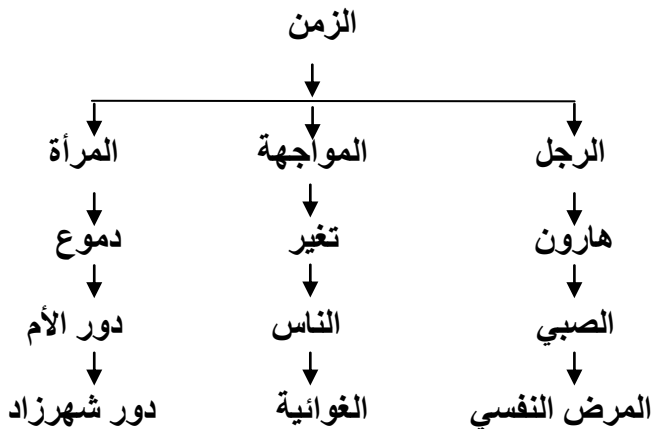 الزمن
الرجل المواجهة المرأة
هارون تغير دموع
الصبي الناس دور الأم
المرض النفسي الغوائية دور شهرزاد